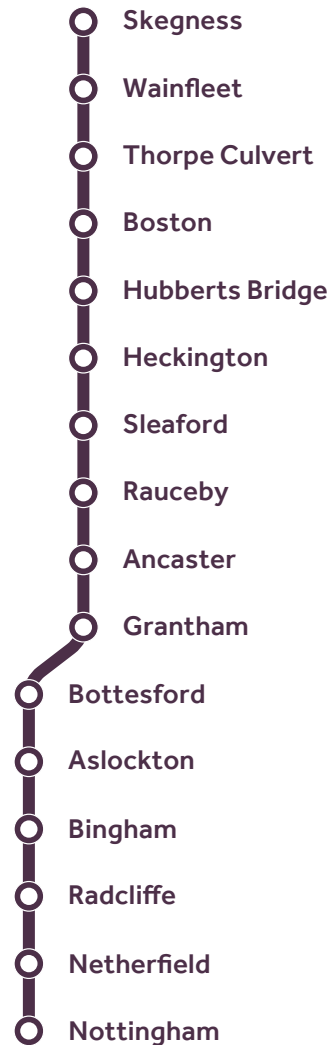 Skegness
Wainfleet
Thorpe Culvert
Boston
Hubberts Bridge
Heckington
Sleaford
Rauceby
Ancaster
Grantham
Bottesford
Aslockton
Bingham
Radcliffe
Netherfield
Nottingham